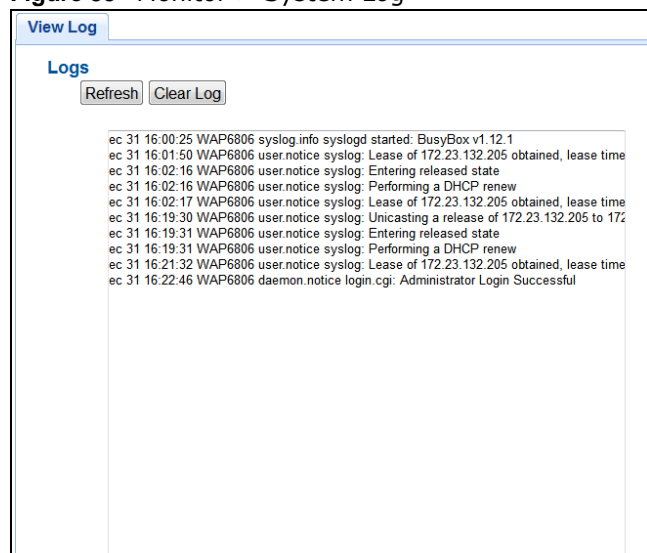 View Log
Logs
Refresh Clear Log
ec 31 16:00:25 WAP6806 syslog.info syslogd started: BusyBox v1.12.1
ec 31 16:01:50 WAP6806 user.notice syslog: Lease of 172.23.132.205 obtained, lease time
ec 31 16:02:16 WAP6806 user.notice syslog: Entering released state
ec 31 16:02:16 WAP6806 user.notice syslog: Performing a DHCP renew
ec 31 16:02:17 WAP6806 user.notice syslog: Lease of 172.23.132.205 obtained, lease time
ec 31 16:19:30 WAP6806 user.notice syslog: Unicasting a release of 172.23.132.205 to 172
ec 31 16:19:31 WAP6806 user.notice syslog: Entering released state
ec 31 16:19:31 WAP6806 user.notice syslog: Performing a DHCP renew
ec 31 16:21:32 WAP6806 user.notice syslog: Lease of 172.23.132.205 obtained, lease time
ec 31 16:22:46 WAP6806 daemon.notice login.cgi: Administrator Login Successful